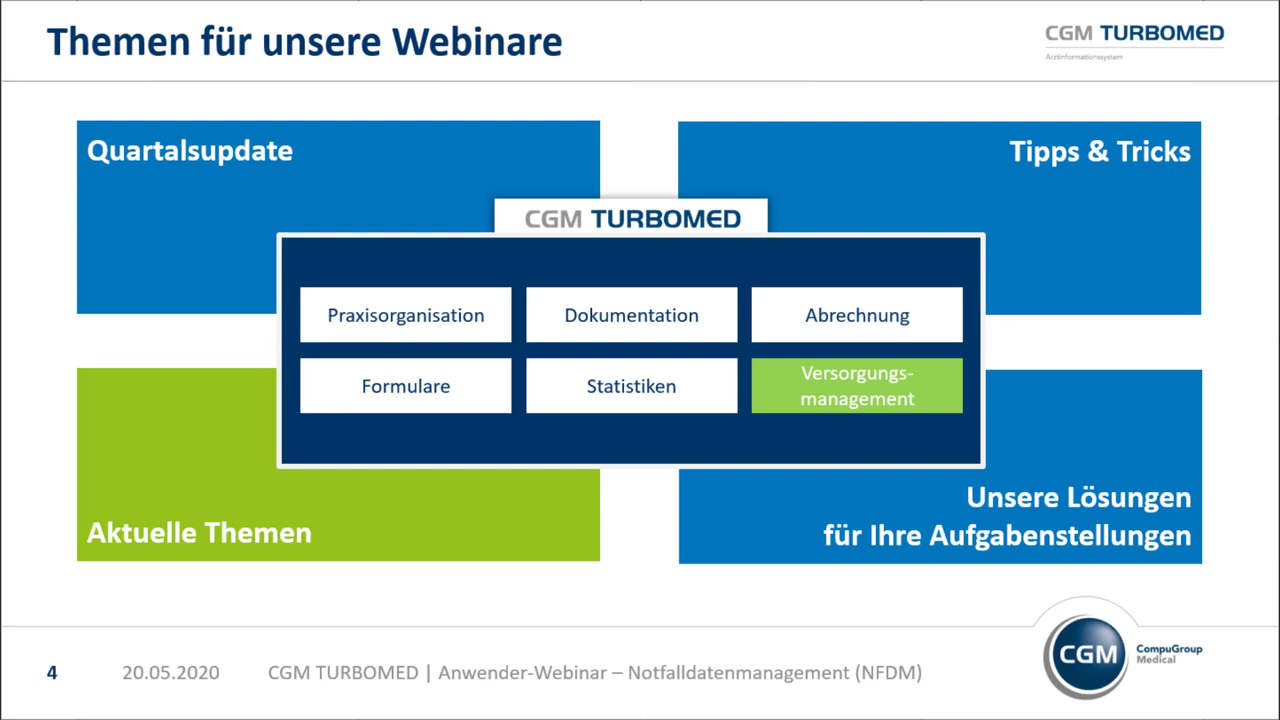 Themen für unsere Webinare
CGM TURBOMED
Arztinformationssystem
Quartalsupdate
Tipps & Tricks
CGM TURBOMED
Praxisorganisation
Dokumentation
Abrechnung
Formulare
Statistiken
Versorgungs-
management
Aktuelle Themen
Unsere Lösungen
für Ihre Aufgabenstellungen
4
20.05.2020
CGM TURBOMED | Anwender-Webinar – Notfalldatenmanagement (NFDM)
CGM
CompuGroup
Medical